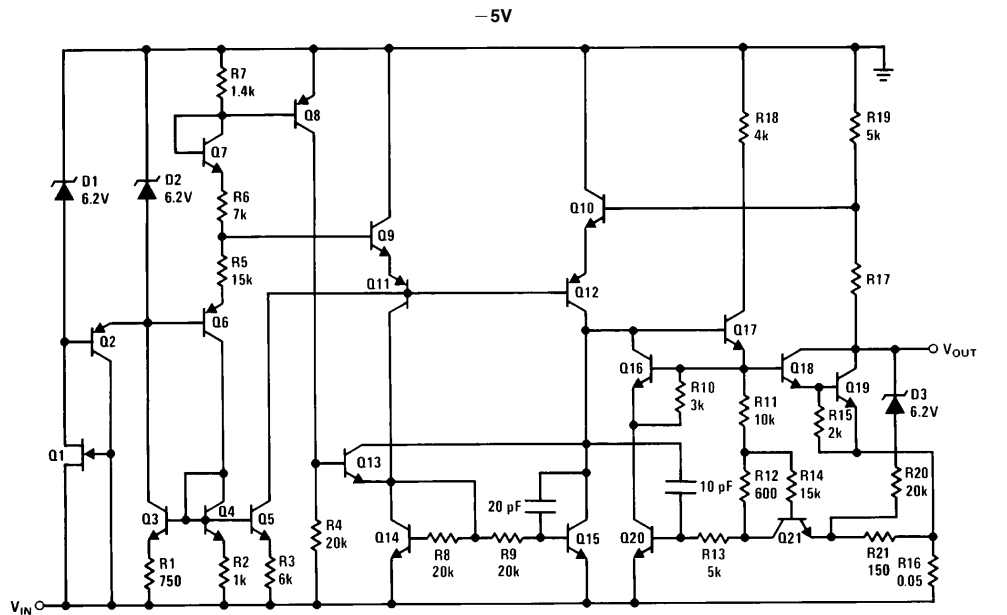 −5V
R7
1.4k
Q8
R18
4k
R19
5k
Q7
D1
6.2V
D2
6.2V
R6
7k
Q10
Q9
R5
15k
Q11
Q12
R17
Q2
Q6
Q17
VOUT
Q16
Q18
Q19
R10
3k
R11
10k
D3
6.2V
R15
2k
Q1
Q13
R12
600
R14
15k
R20
20k
20 pF
10 pF
Q3
Q4
Q5
R4
20k
Q14
Q15
Q20
Q21
R8
20k
R9
20k
R13
5k
R21
150
R16
0.05
R1
750
R2
1k
R3
6k
VIN